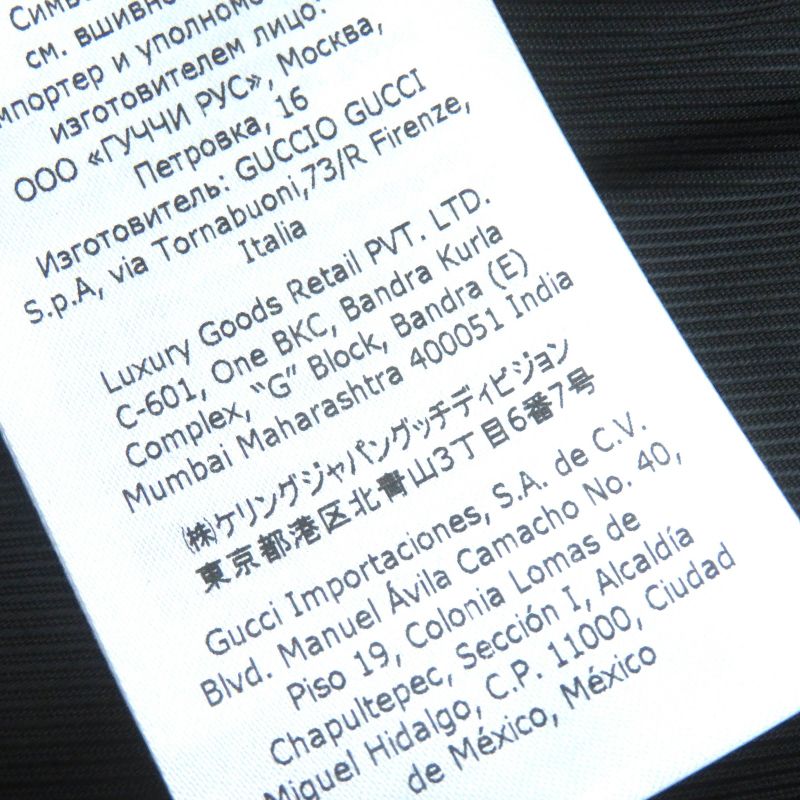 см. вшивно
изготовителем лицо:
ООО «ГУЧЧИ РУС», Москва,
Петровка, 16
Изготовитель: GUCCIO GUCCI
S.p.A, via Tornabuoni,73/R Firenze,
Italia
Luxury Goods Retail PVT. LTD.
C-601, One BKC, Bandra Kurla
Complex, “G” Block, Bandra (E)
Mumbai Maharashtra 400051 India
㈱ケリングジャパングッチディビジョン
東京都港区北青山3丁目6番7号
Gucci Importaciones, S.A. de C.V.
Blvd. Manuel Ávila Camacho No. 40,
Piso 19, Colonia Lomas de
Chapultepec, Sección I, Alcaldía
Miguel Hidalgo, C.P. 11000, Ciudad
de México, México